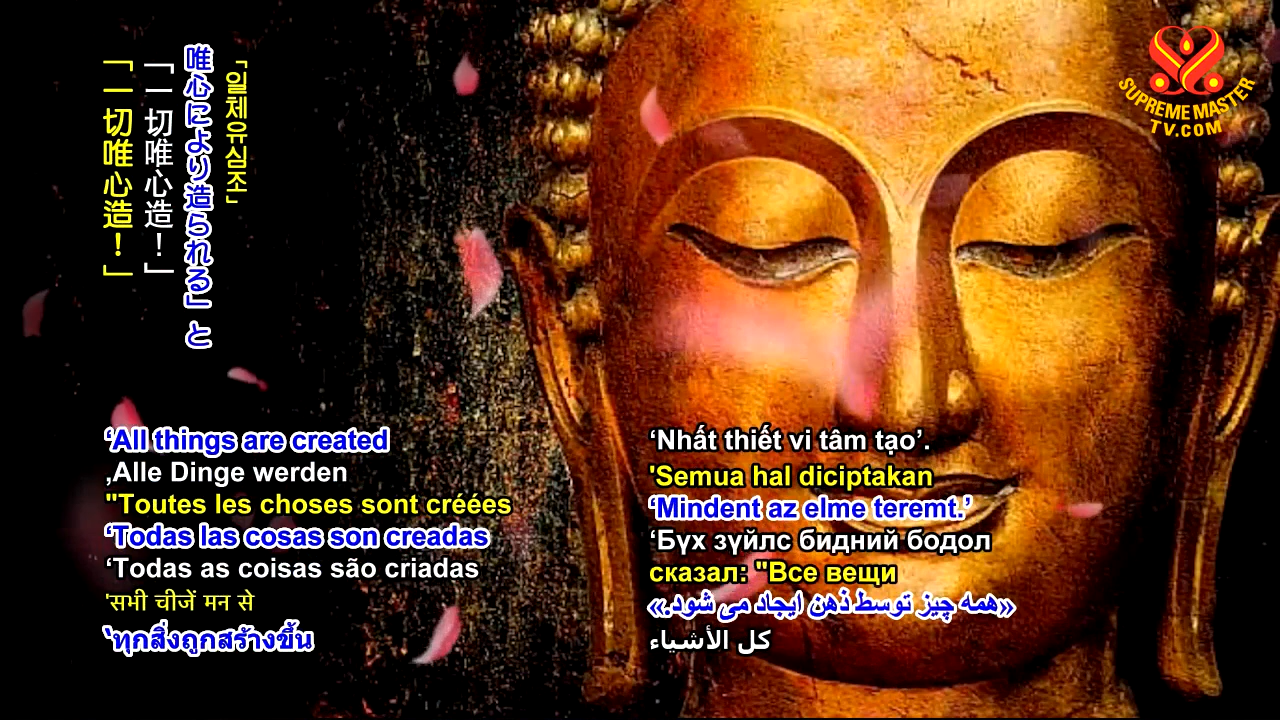 「一切唯心造！」
「一切唯心造！」
唯心により造られる」と
「일체유심조」
SUPREME MASTER
TV.COM
‘All things are created
‚Alle Dinge werden
"Toutes les choses sont créées
‘Todas las cosas son creadas
‘Todas as coisas são criadas
'सभी चीजें मन से
‘ทุกสิ่งถูกสร้างขึ้น
‘Nhất thiết vi tâm tạo’.
'Semua hal diciptakan
‘Mindent az elme teremt.’
‘Бүх зүйлс бидний бодол
сказал: "Все вещи
«همه چیز توسط ذهن ایجاد می شود.»
كل الأشياء